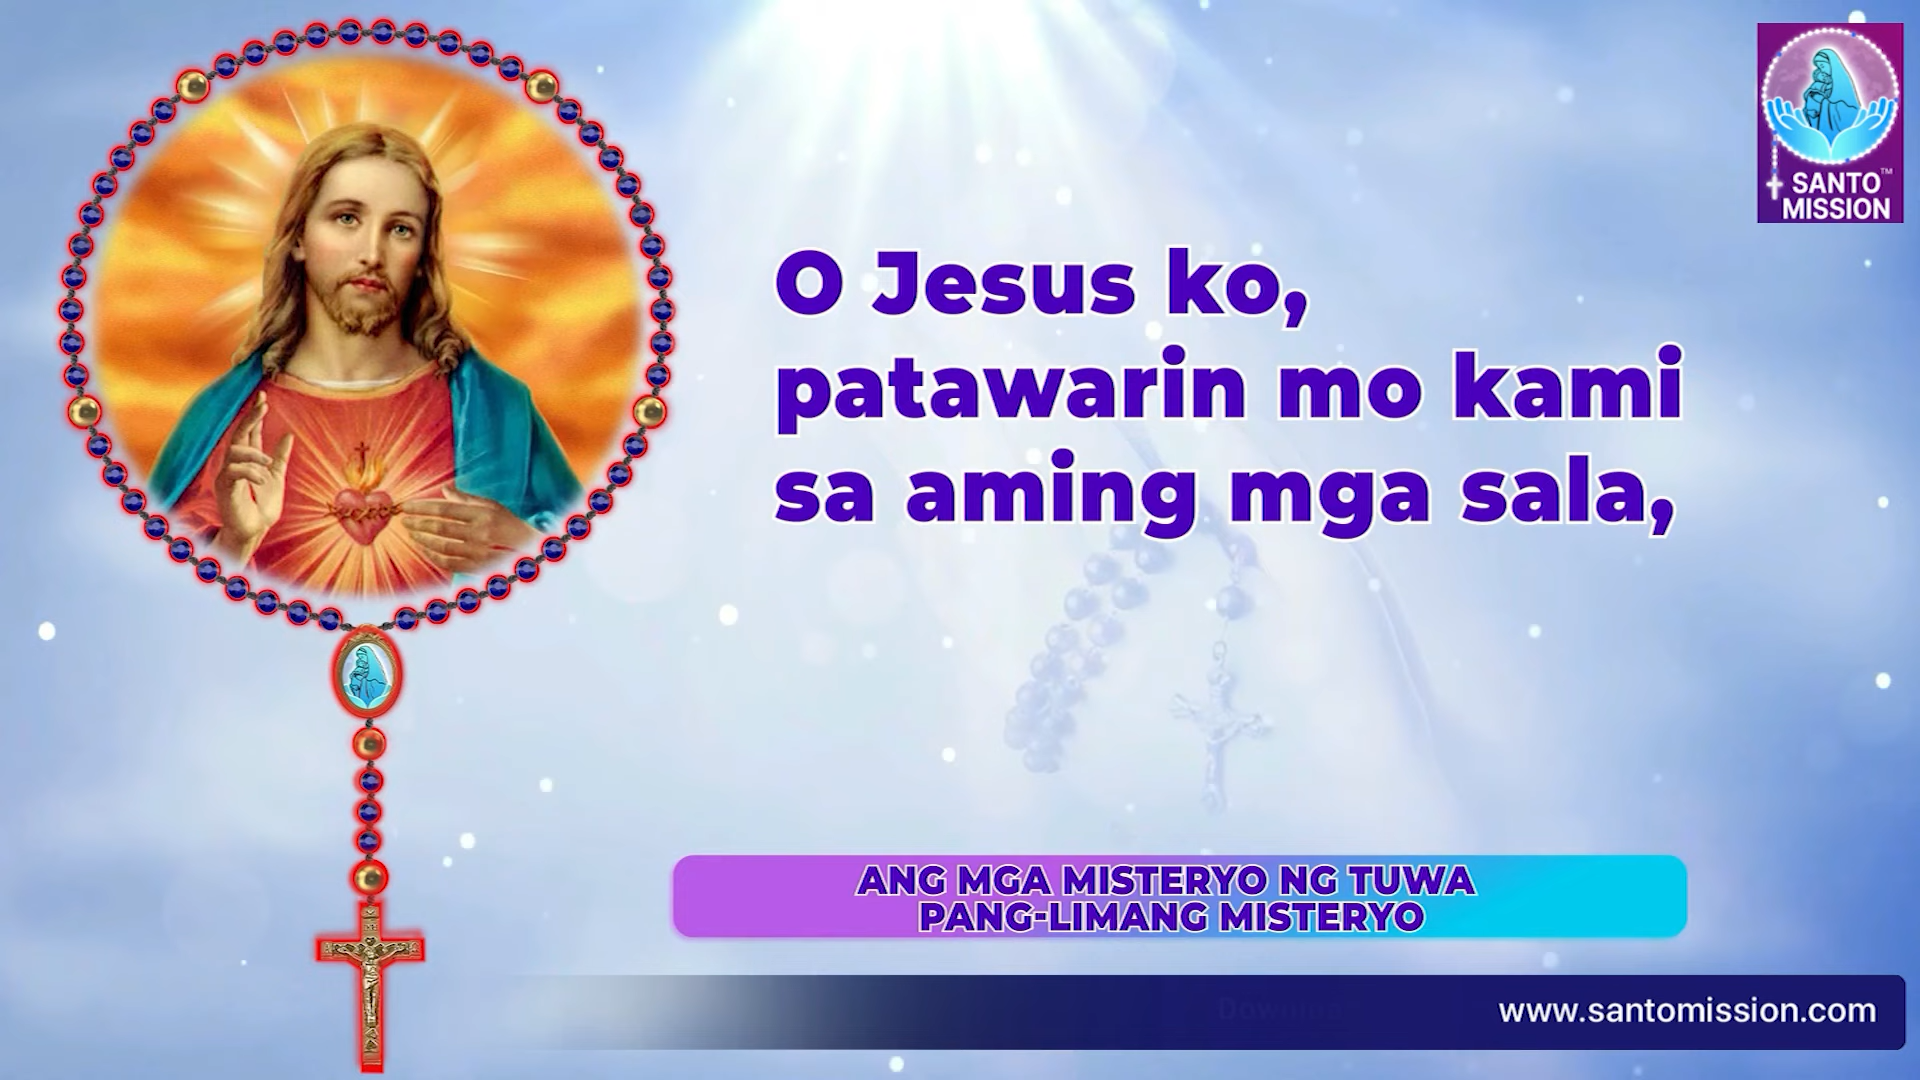 SANTO™
MISSION
O Jesus ko,
patawarin mo kami
sa aming mga sala,
ANG MGA MISTERYO NG TUWA
PANG-LIMANG MISTERYO
www.santomission.com